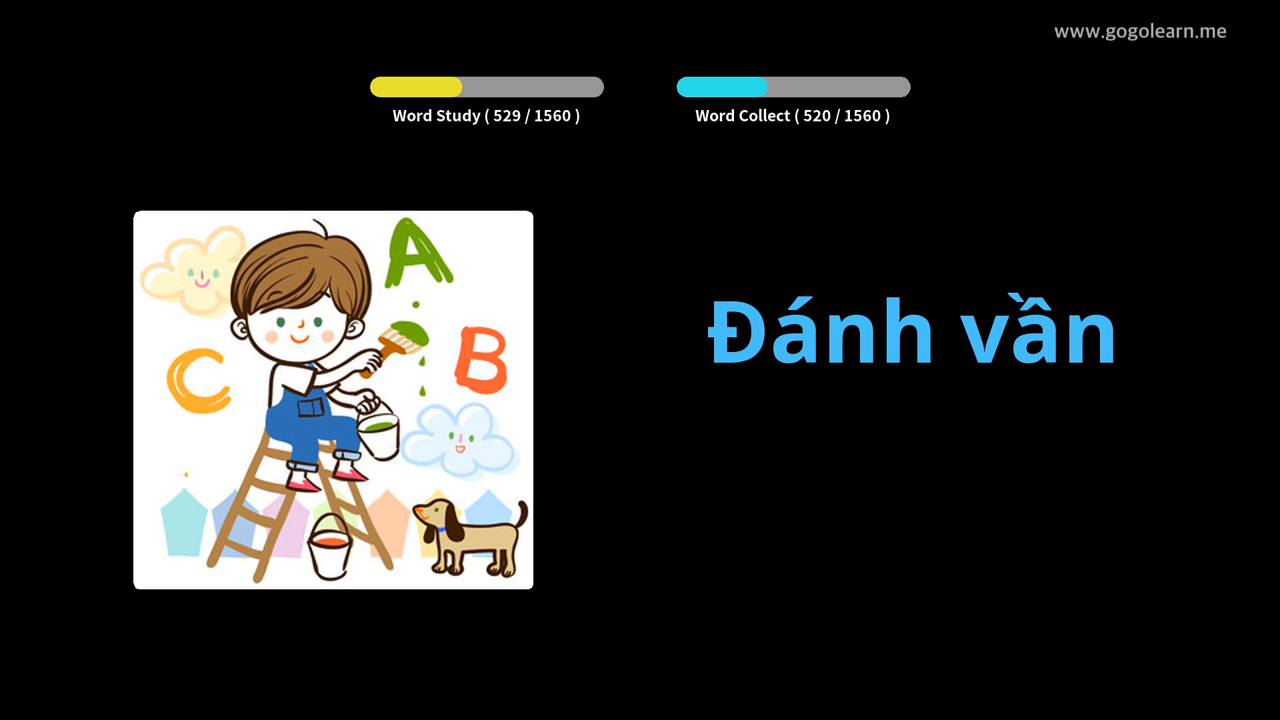 www.gogolearn.me
Word Study ( 529 / 1560 )
Word Collect ( 520 / 1560 )
A
B
C
Đánh vần